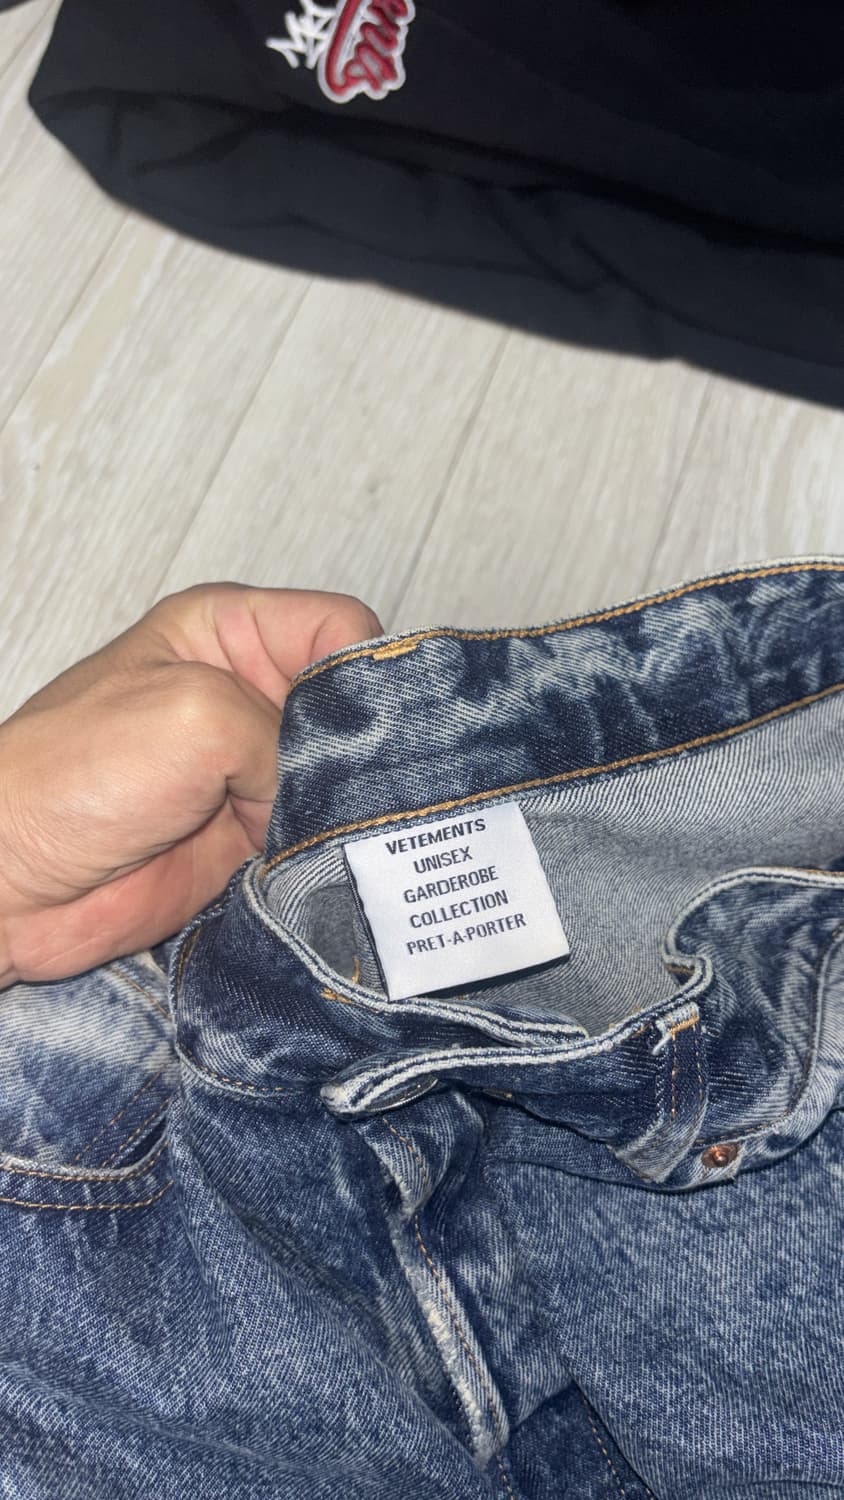 VETEMENTS
UNISEX
GARDEROBE
COLLECTION
PRET-A-PORTER